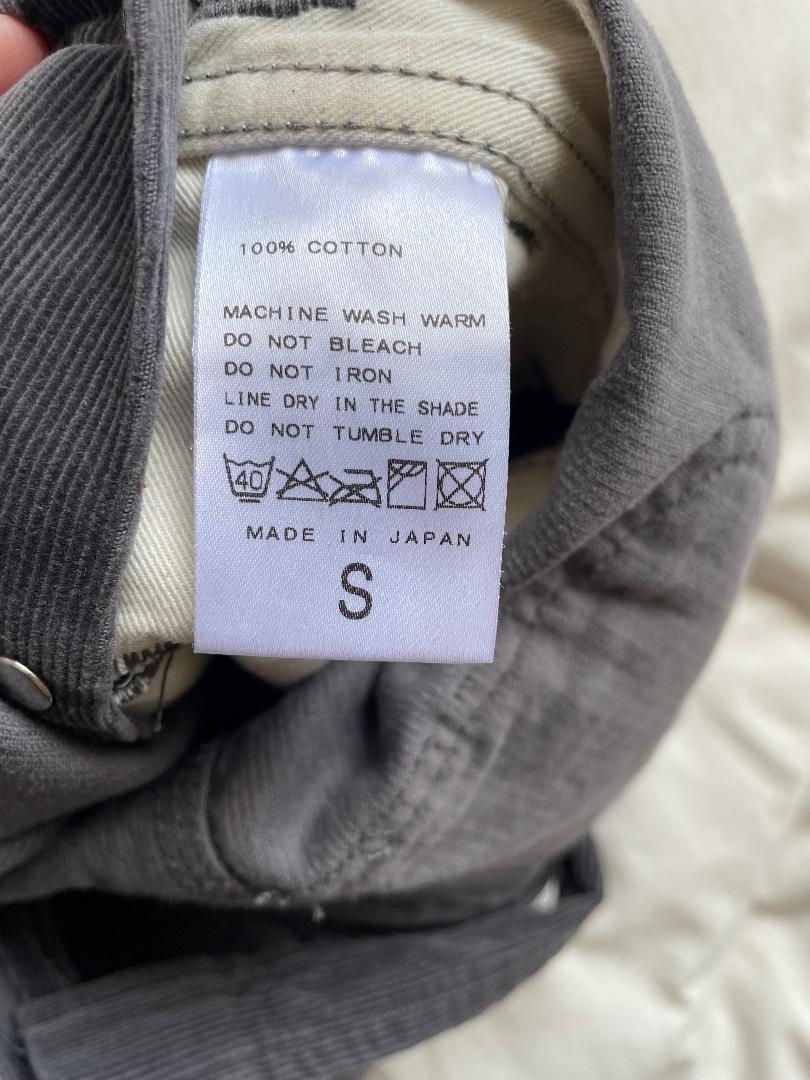 100% COTTON
MACHINE WASH WARM
DO NOT BLEACH
DO NOT IRON
LINE DRY IN THE SHADE
DO NOT TUMBLE DRY
40
MADE IN JAPAN
S